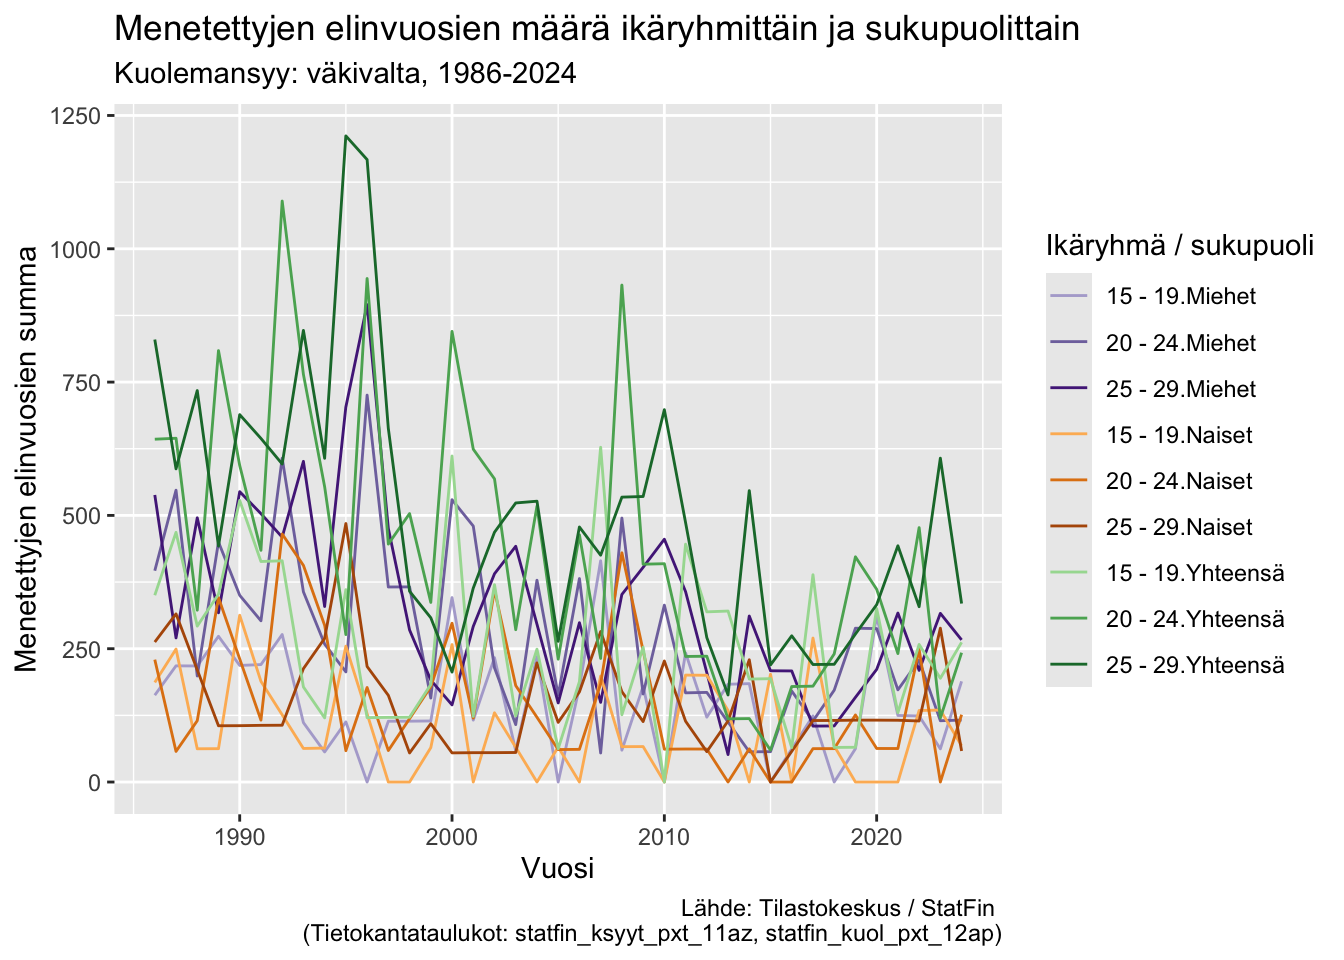 Menetettyjen elinvuosien määrä ikäryhmittäin ja sukupuolittain
Kuolemansyy: väkivalta, 1986-2024
Menetettyjen elinvuosien summa
1250
1000
750
500
250
0
1990
2000
2010
2020
Vuosi
Ikäryhmä / sukupuoli
15 - 19.Miehet
20 - 24.Miehet
25 - 29.Miehet
15 - 19.Naiset
20 - 24.Naiset
25 - 29.Naiset
15 - 19.Yhteensä
20 - 24.Yhteensä
25 - 29.Yhteensä
Lähde: Tilastokeskus / StatFin
(Tietokantataulukot: statfin_ksyyt_pxt_11az, statfin_kuol_pxt_12ap)